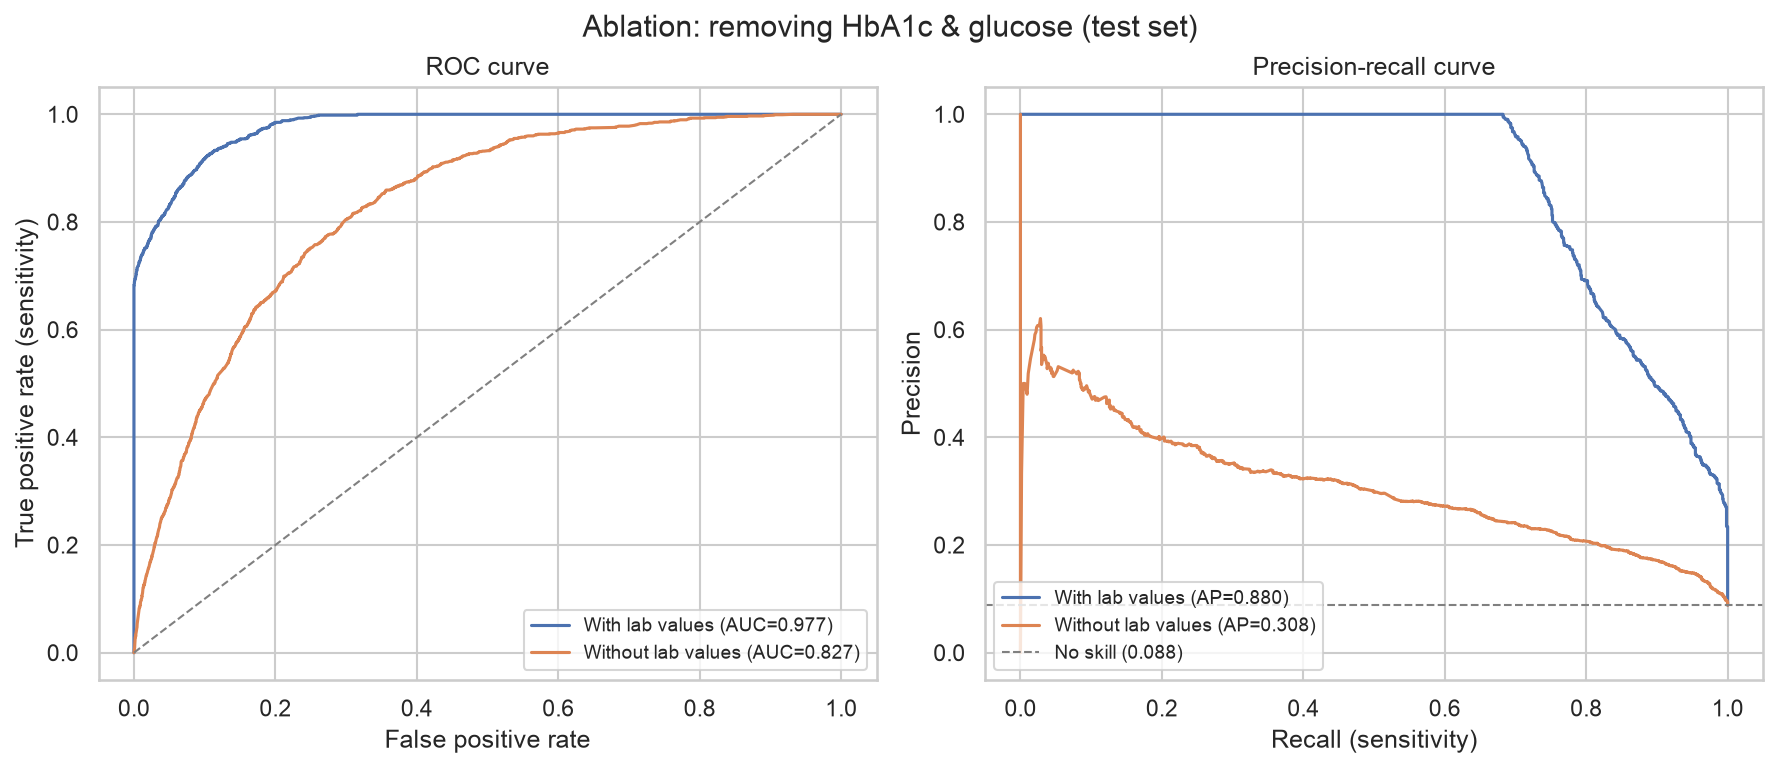 Ablation: removing HbA1c & glucose (test set)
ROC curve
True positive rate (sensitivity)
1.0
0.8
0.6
0.4
0.2
0.0
With lab values (AUC=0.977)
Without lab values (AUC=0.827)
0.0 0.2 0.4 0.6 0.8 1.0
False positive rate
Precision-recall curve
Precision
1.0
0.8
0.6
0.4
0.2
0.0
With lab values (AP=0.880)
Without lab values (AP=0.308)
No skill (0.088)
0.0 0.2 0.4 0.6 0.8 1.0
Recall (sensitivity)